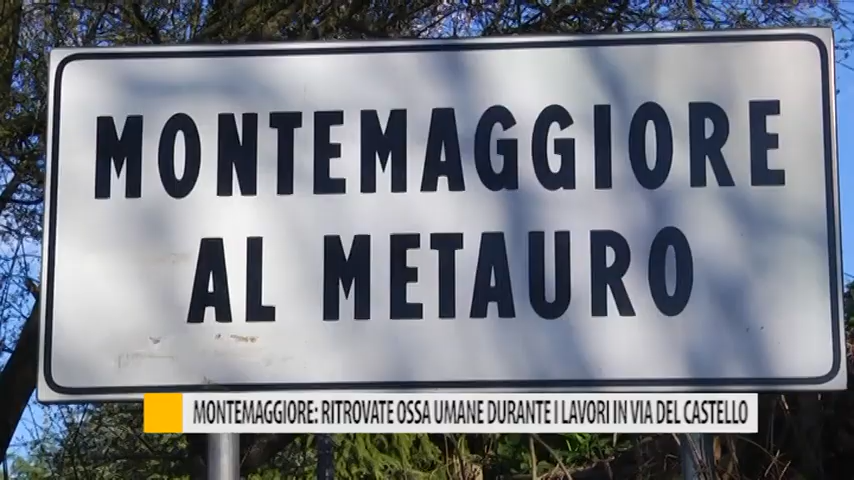 MONTEMAGGIORE
AL METAURO
MONTEMAGGIORE: RITROVATE OSSA UMANE DURANTE I LAVORI IN VIA DEL CASTELLO